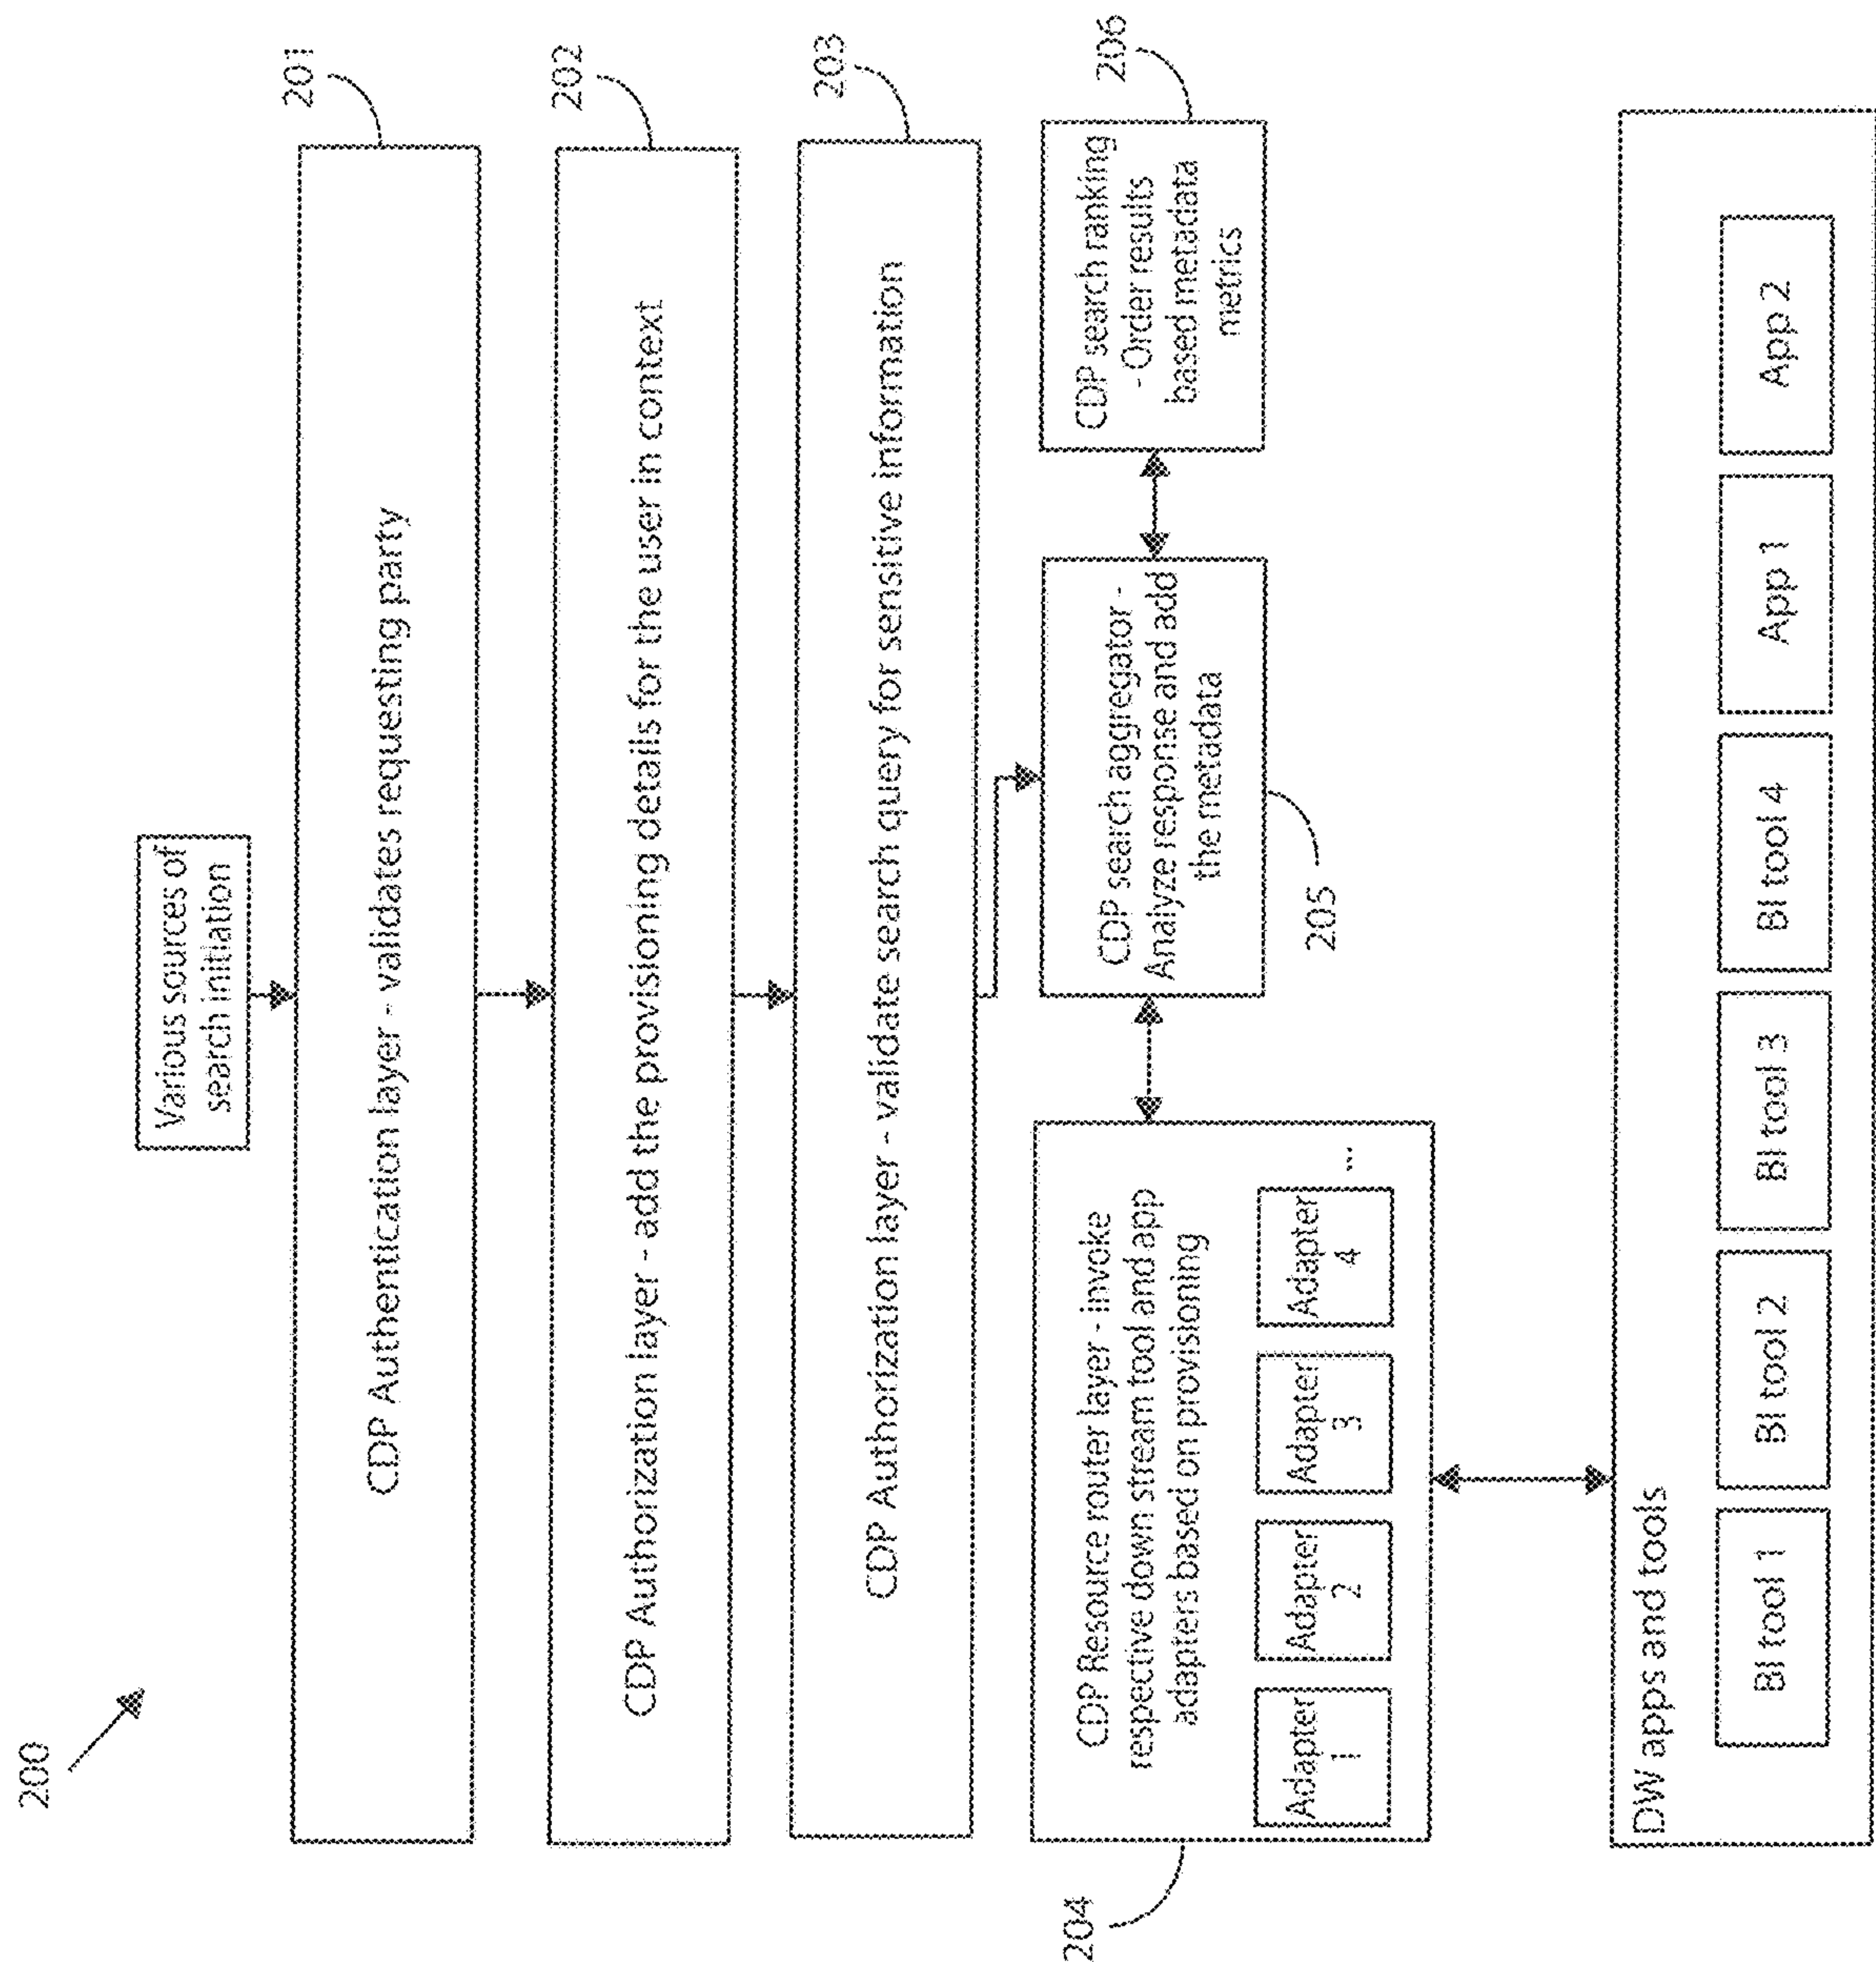 200
Various sources of
search initiation
201
CDP Authentication layer - validates requesting party
202
CDP Authorization layer - add the provisioning details for the user in context
203
CDP Authorization layer - validate search query for sensitive information
204
CDP Resource router layer - invoke
respective down stream tool and app
adapters based on provisioning
Adapter
1
Adapter
2
Adapter
3
Adapter
4
...
CDP search aggregator -
Analyze response and add
the metadata
205
CDP search ranking
- Order results
based metadata
metrics
206
DW apps and tools
BI tool 1
BI tool 2
BI tool 3
BI tool 4
App 1
App 2